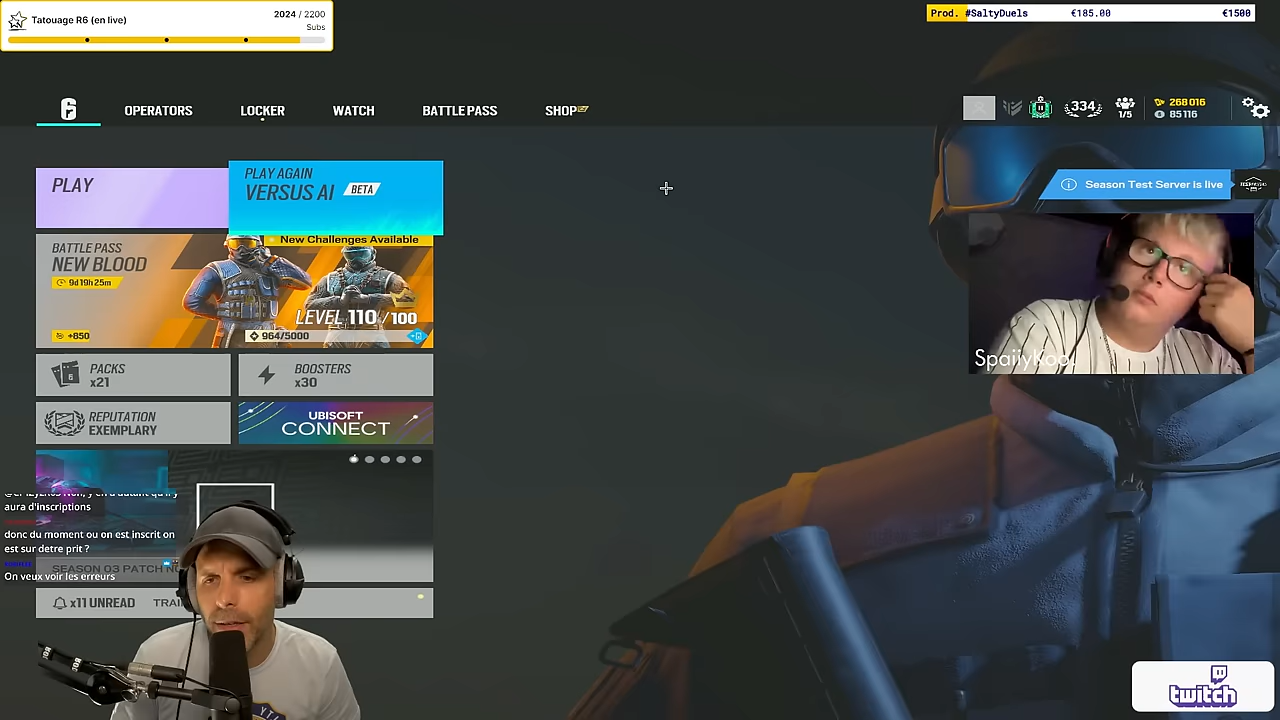 Tatouage R6 (en live)
2024 / 2200
Subs
Prod. #SaltyDuels €185.00 €1500
OPERATORS LOCKER WATCH BATTLE PASS SHOP
334 1/5 268 016
85 116
PLAY
PLAY AGAIN
VERSUS AI BETA
Season Test Server is live
New Challenges Available
BATTLE PASS
NEW BLOOD
9d 19h 25m
LEVEL 110 / 100
+850
964/5000
SpaiiyKoo
PACKS
x21
BOOSTERS
x30
REPUTATION
EXEMPLARY
UBISOFT
CONNECT
aura d'inscriptions
donc du moment ou on est inscrit on
est sur detre prit ?
SEASON 03 PATCH
On veux voir les erreurs
x11 UNREAD
twitch